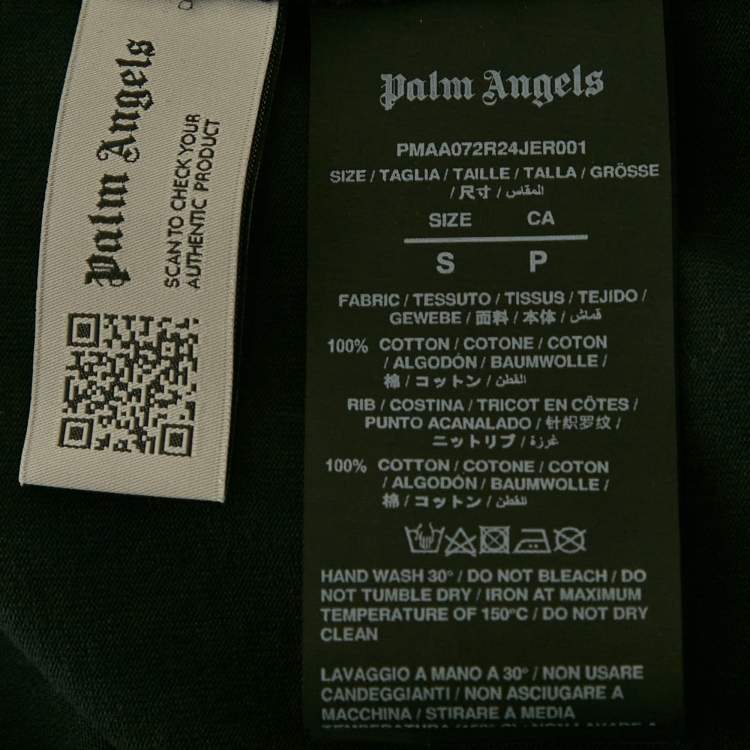 Palm Angels
SCAN TO CHECK YOUR
AUTHENTIC PRODUCT
Palm Angels
PMAA072R24JER001
SIZE / TAGLIA / TAILLE / TALLA / GRÖSSE
/ 尺寸 / المقاس
SIZE CA
S P
FABRIC / TESSUTO / TISSUS / TEJIDO /
GEWEBE / 面料 / 本体 / قماش
100% COTTON / COTONE / COTON
/ ALGODÓN / BAUMWOLLE /
棉 / コットン / القطن
RIB / COSTINA / TRICOT EN CÔTES /
PUNTO ACANALADO / 针织罗纹 /
ニットリブ / غرزة
100% COTTON / COTONE / COTON
/ ALGODÓN / BAUMWOLLE /
棉 / コットン / القطن
HAND WASH 30° / DO NOT BLEACH / DO
NOT TUMBLE DRY / IRON AT MAXIMUM
TEMPERATURE OF 150°C / DO NOT DRY
CLEAN
LAVAGGIO A MANO A 30° / NON USARE
CANDEGGIANTI / NON ASCIUGARE A
MACCHINA / STIRARE A MEDIA